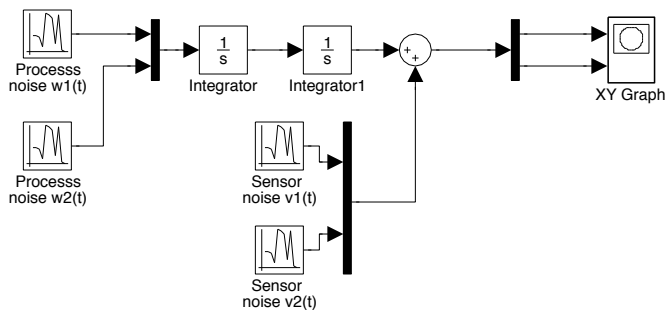 Processs
noise w1(t)
1
s
Integrator
1
s
Integrator1
+
+
XY Graph
Processs
noise w2(t)
Sensor
noise v1(t)
Sensor
noise v2(t)